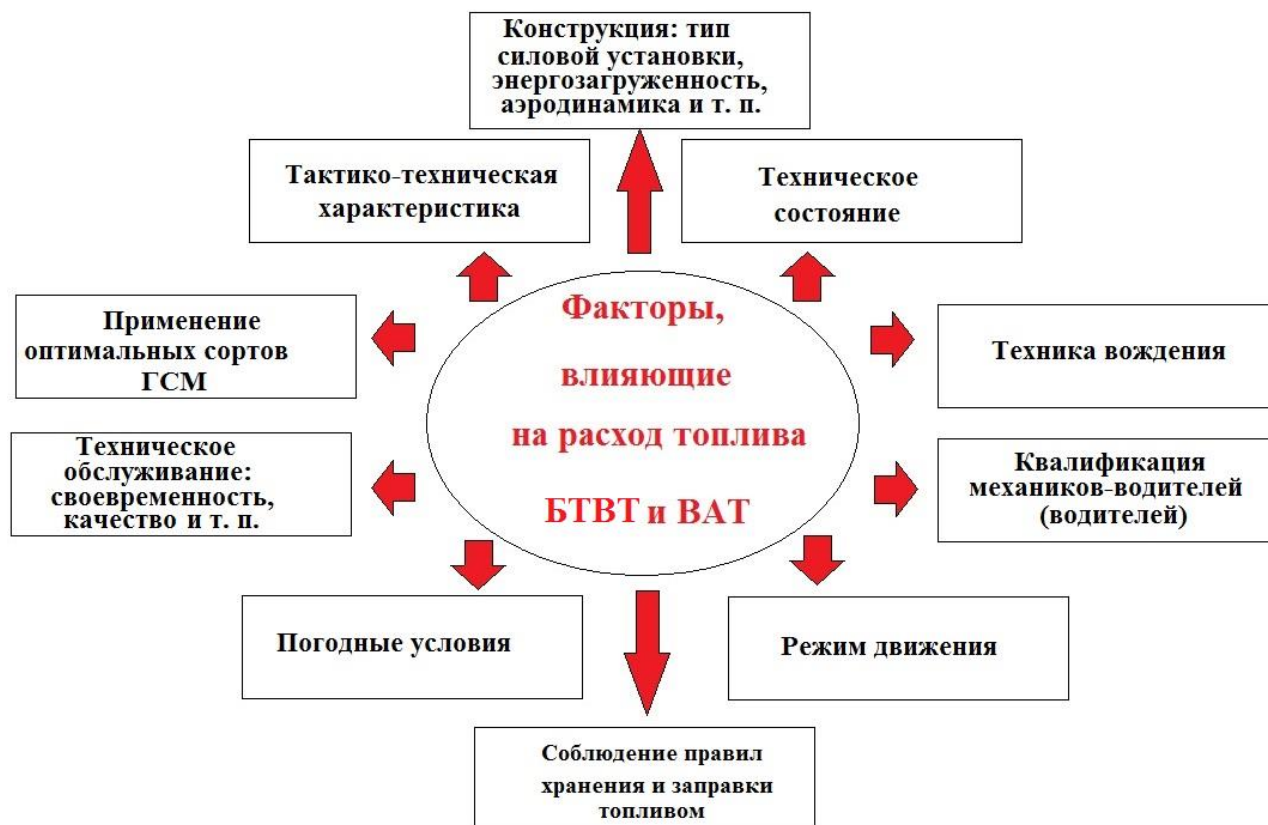 Конструкция: тип
силовой установки,
энергозагруженность,
аэродинамика и т. п.
Тактико-техническая
характеристика
Техническое
состояние
Применение
оптимальных сортов
ГСМ
Факторы,
влияющие
на расход топлива
БТВТ и ВАТ
Техника вождения
Техническое
обслуживание:
своевременность,
качество и т. п.
Квалификация
механиков-водителей
(водителей)
Погодные условия
Режим движения
Соблюдение правил
хранения и заправки
топливом